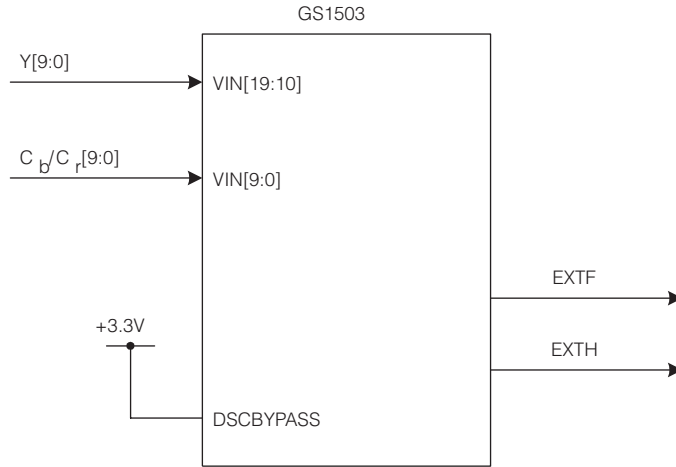 GS1503
Y[9:0]
VIN[19:10]
C b/C r[9:0]
VIN[9:0]
EXTF
+3.3V
EXTH
DSCBYPASS